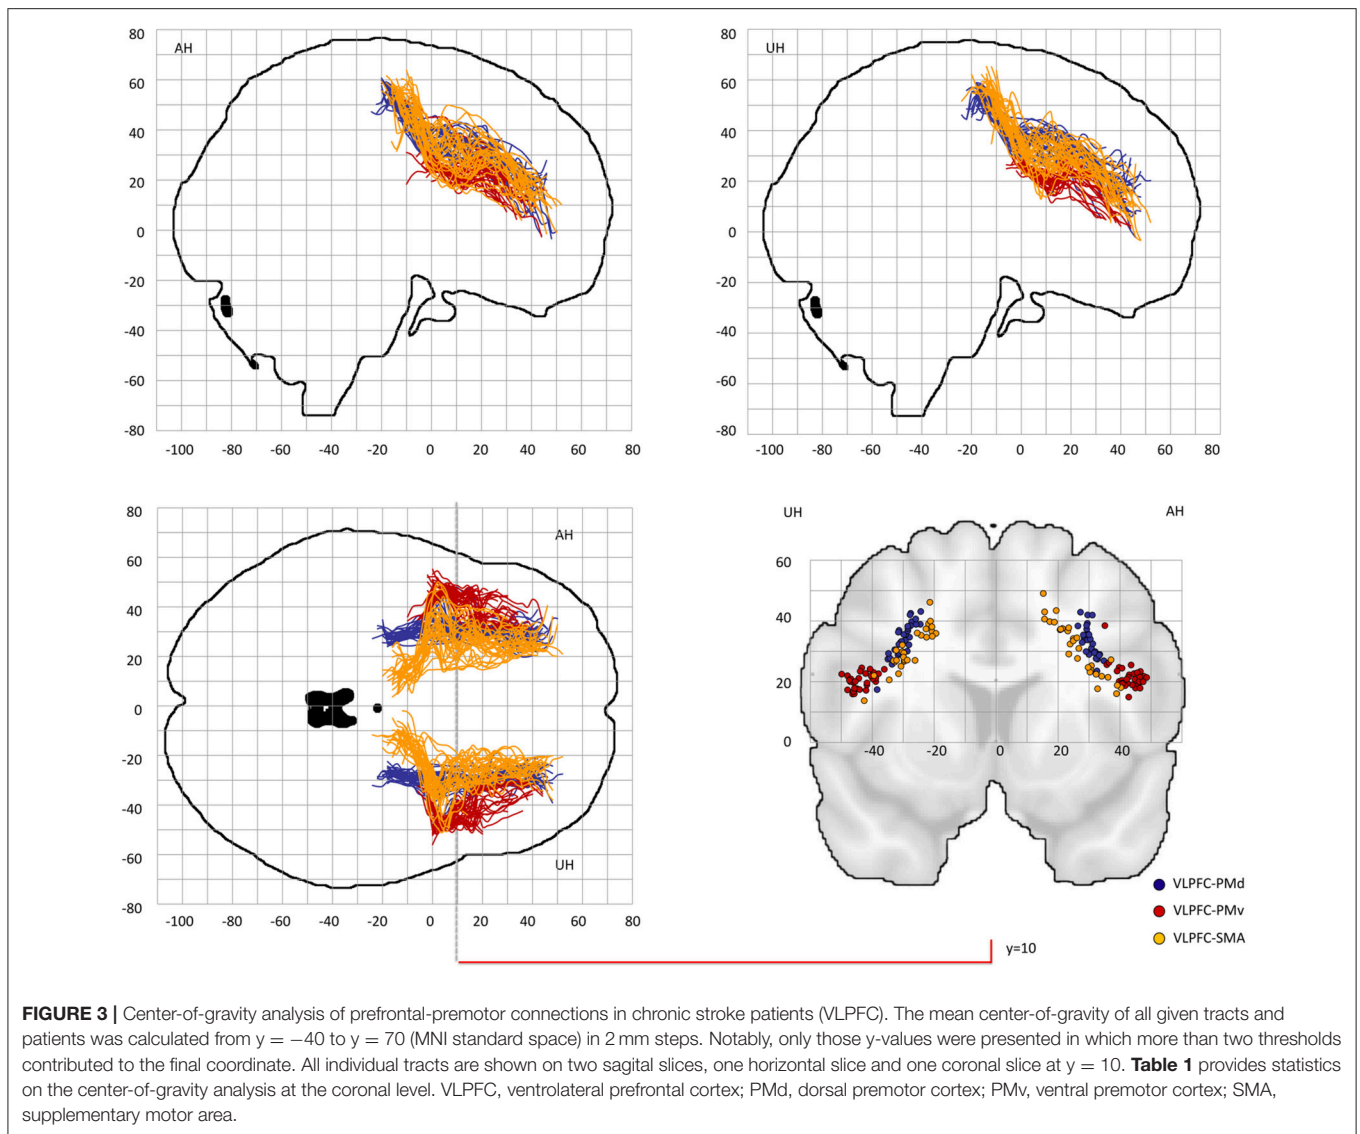 AH
80
60
40
20
0
-20
-40
-60
-80
-100 -80 -60 -40 -20 0 20 40 60 80
UH
80
60
40
20
0
-20
-40
-60
-80
-100 -80 -60 -40 -20 0 20 40 60 80
AH
80
60
40
20
0
-20
-40
-60
-80
UH
-100 -80 -60 -40 -20 0 20 40 60 80
UH AH
60
40
20
0
-40 -20 0 20 40
VLPFC-PMd
VLPFC-PMv
VLPFC-SMA
y=10
FIGURE 3 | Center-of-gravity analysis of prefrontal-premotor connections in chronic stroke patients (VLPFC). The mean center-of-gravity of all given tracts and
patients was calculated from y = −40 to y = 70 (MNI standard space) in 2 mm steps. Notably, only those y-values were presented in which more than two thresholds
contributed to the final coordinate. All individual tracts are shown on two sagital slices, one horizontal slice and one coronal slice at y = 10. Table 1 provides statistics
on the center-of-gravity analysis at the coronal level. VLPFC, ventrolateral prefrontal cortex; PMd, dorsal premotor cortex; PMv, ventral premotor cortex; SMA,
supplementary motor area.